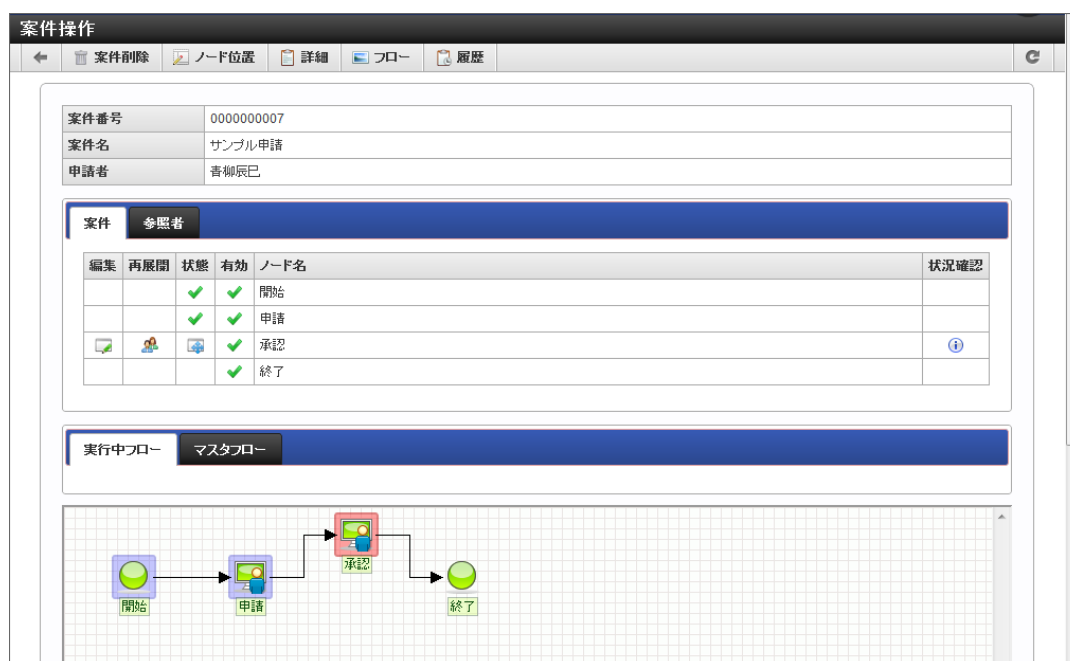 案件操作
案件削除 ノード位置 詳細 フロー 履歴
案件番号 0000000007
案件名 サンプル申請
申請者 青柳辰巳
案件 参照者
編集 再展開 状態 有効 ノード名 状況確認
開始
申請
承認
終了
実行中フロー マスタフロー
承認
開始 申請 終了